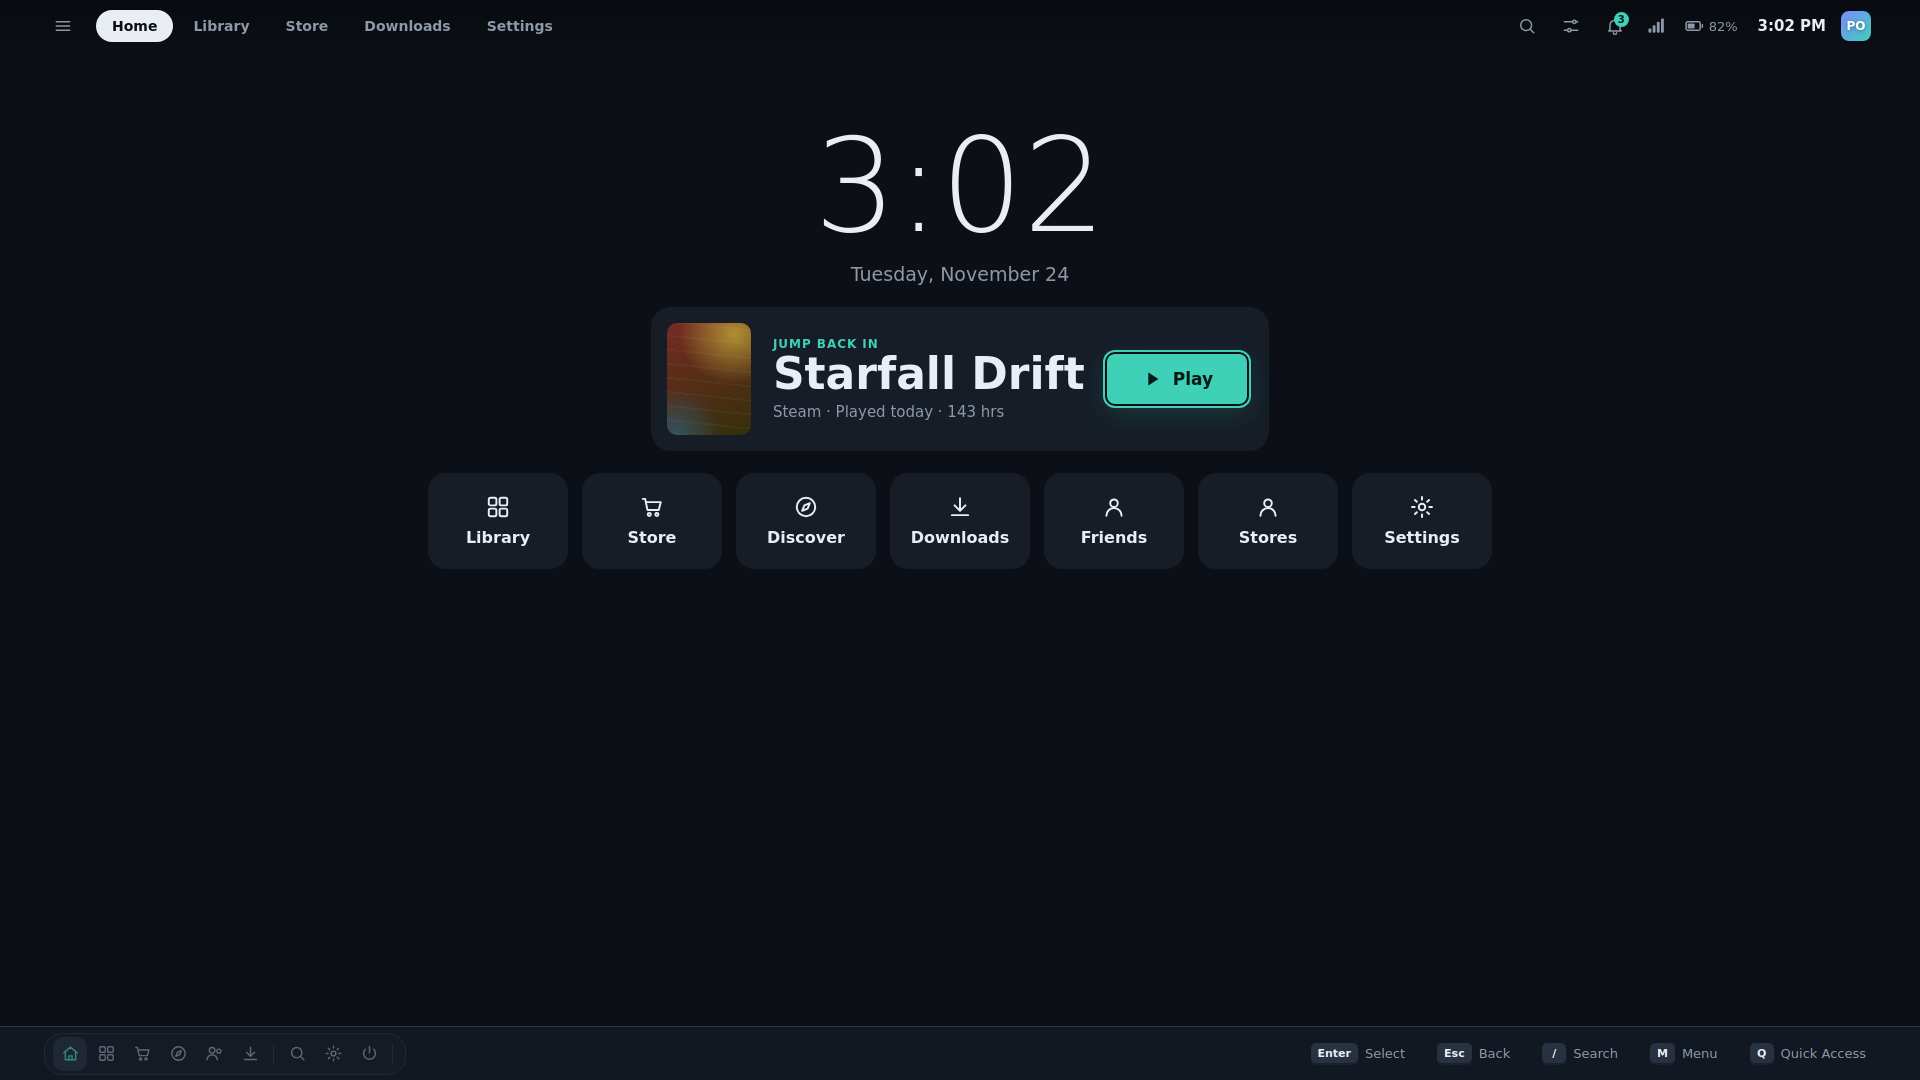 Home Library Store Downloads Settings
3 82% 3:02 PM PO
3:02
Tuesday, November 24
JUMP BACK IN
Starfall Drift
Steam · Played today · 143 hrs
Play
Library Store Discover Downloads Friends Stores Settings
Enter Select Esc Back / Search M Menu Q Quick Access